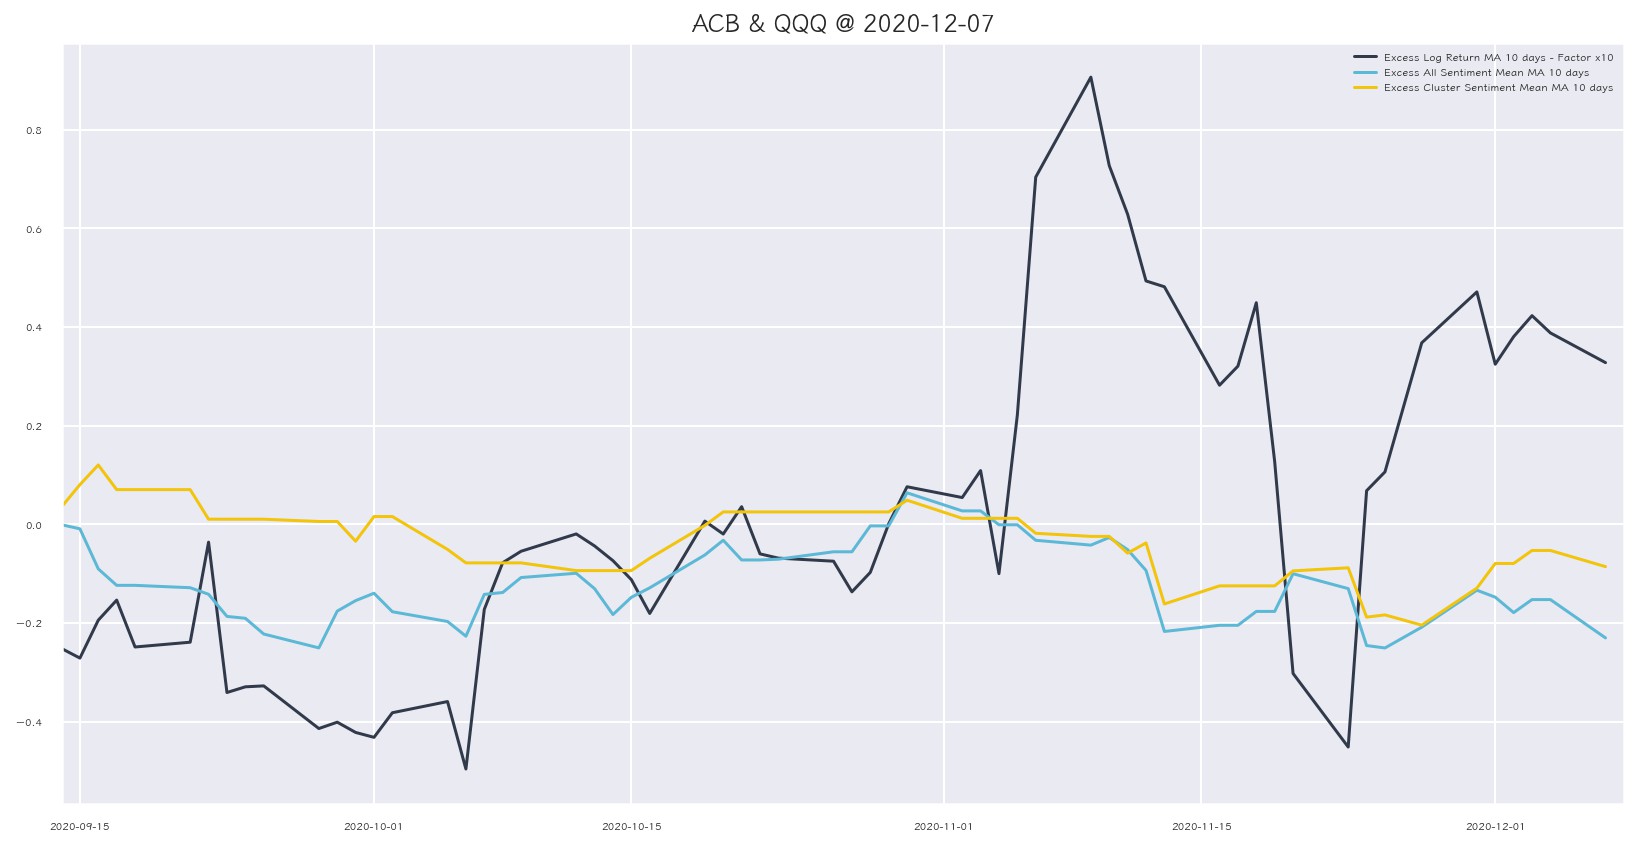 ACB & QQQ @ 2020-12-07
Excess Log Return MA 10 days - Factor x10
Excess All Sentiment Mean MA 10 days
Excess Cluster Sentiment Mean MA 10 days
0.8
0.6
0.4
0.2
0.0
−0.2
−0.4
2020-09-15 2020-10-01 2020-10-15 2020-11-01 2020-11-15 2020-12-01